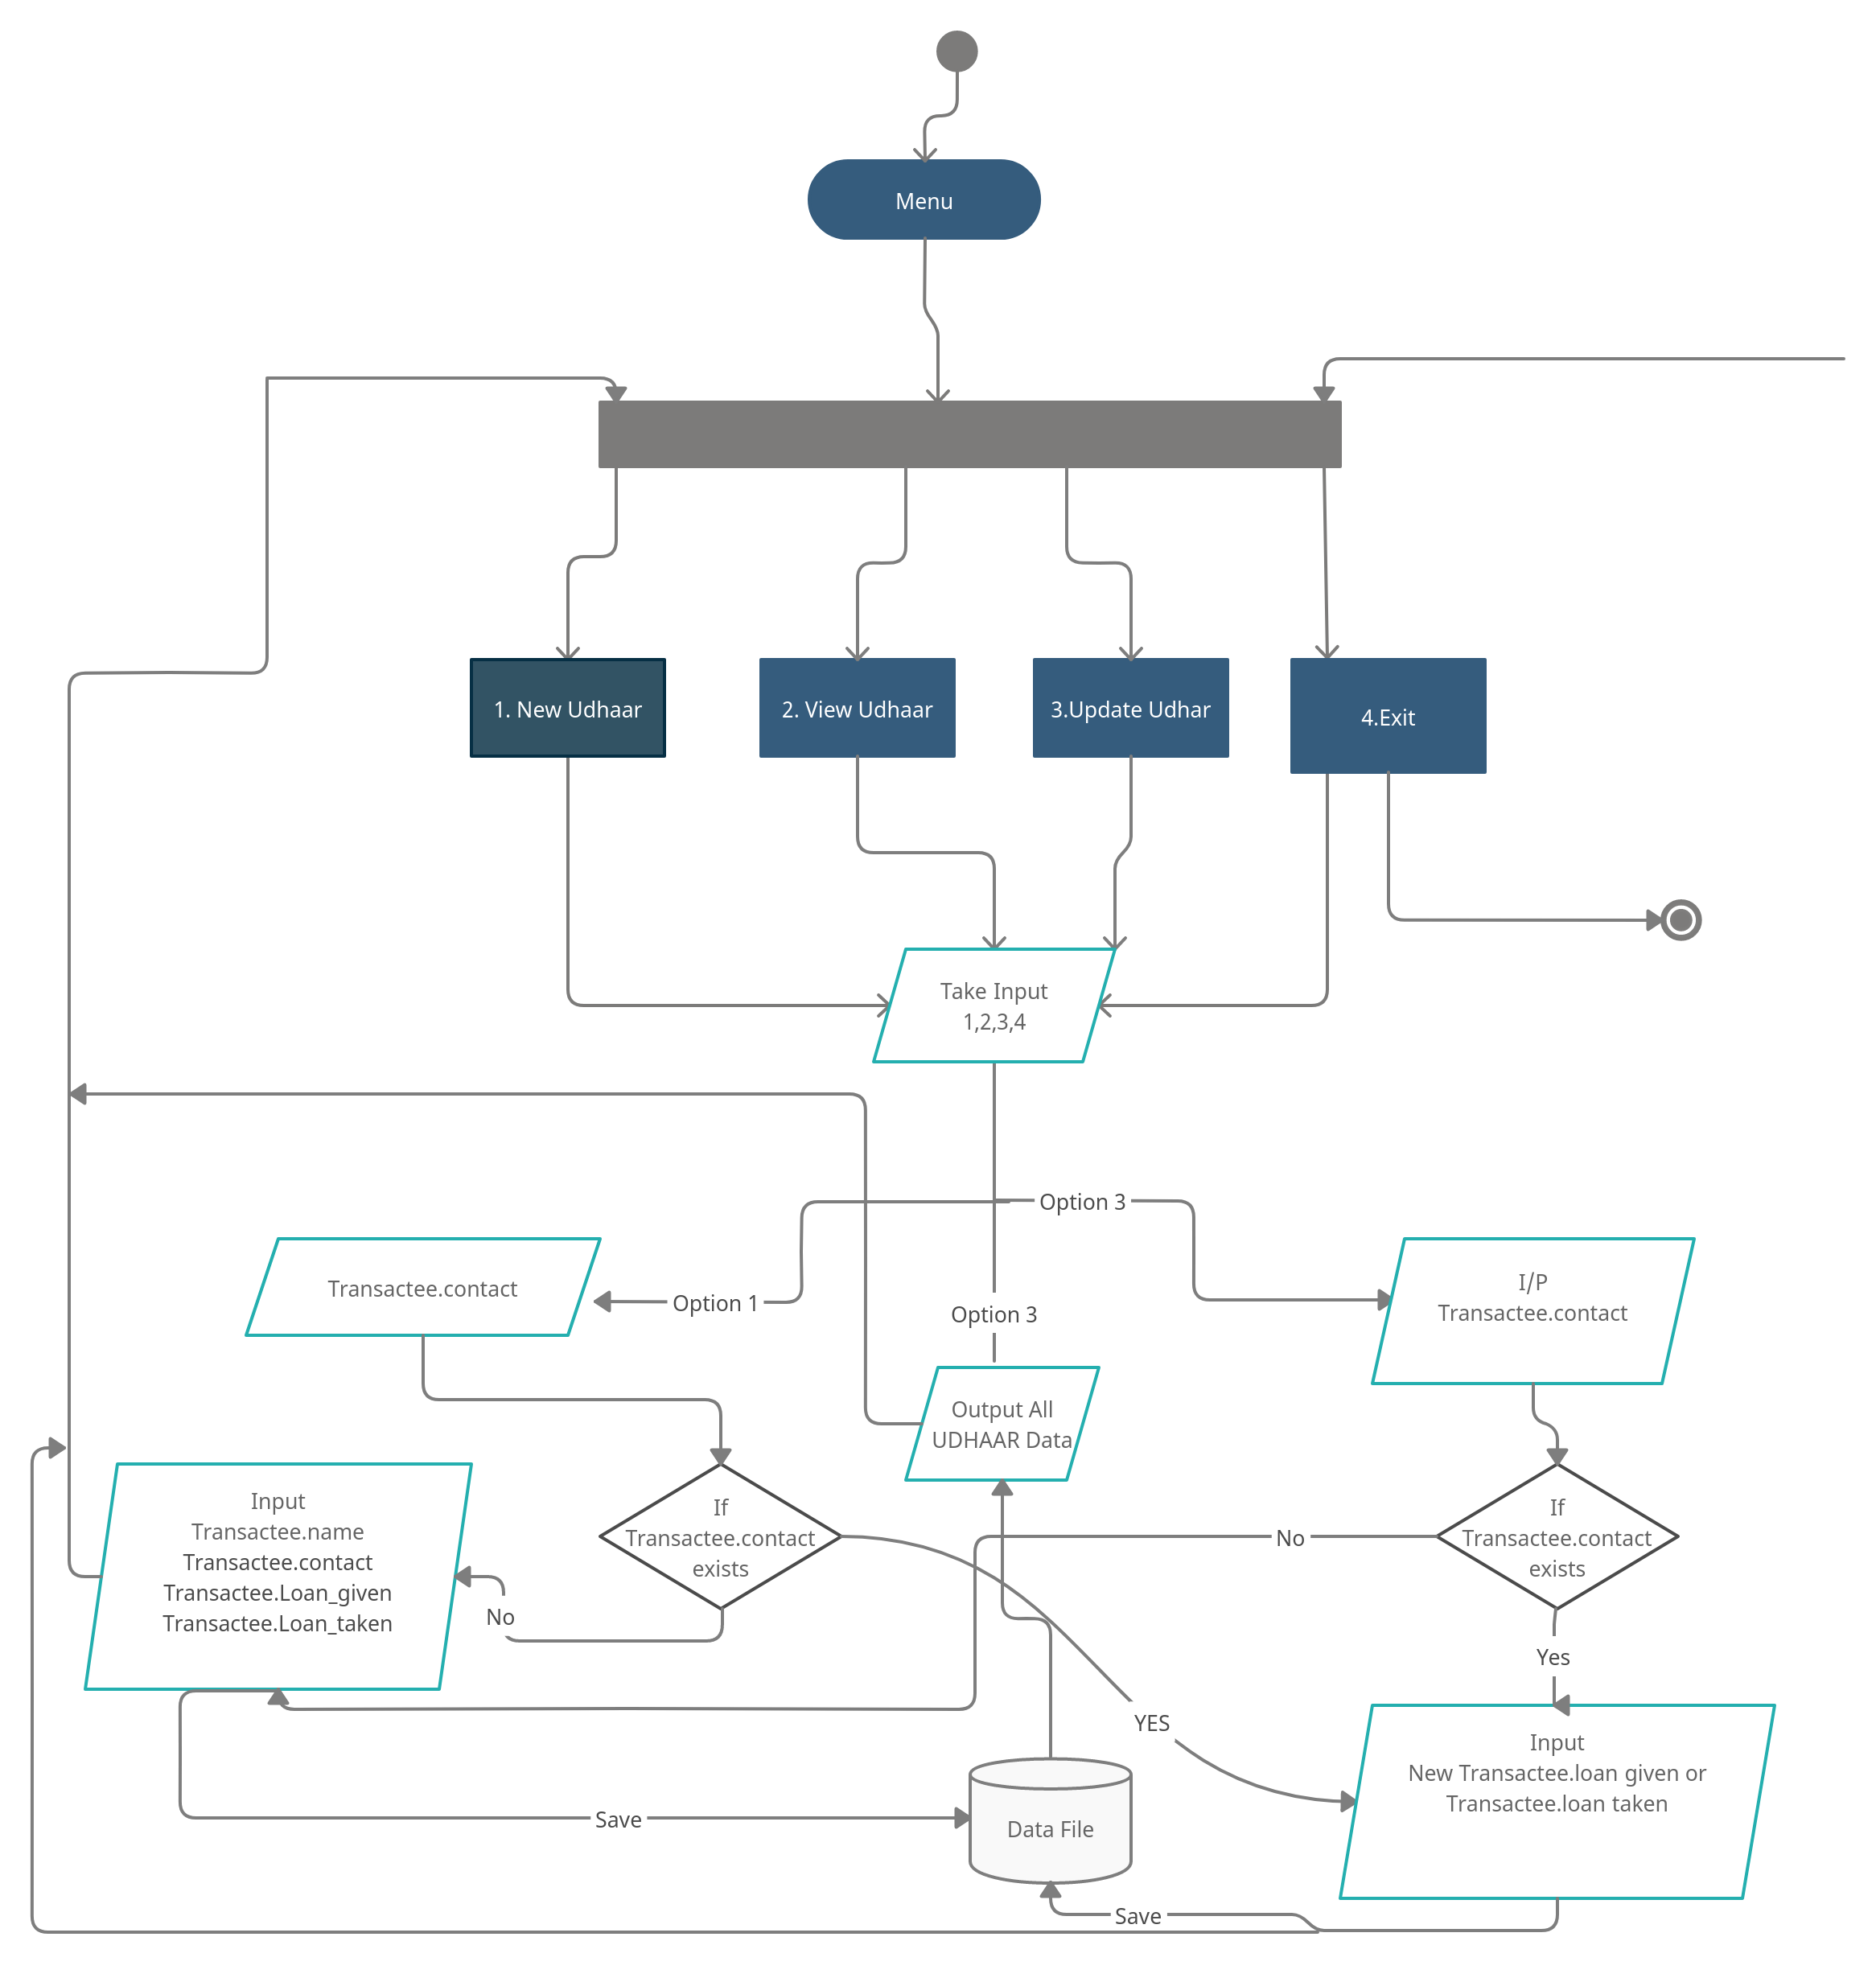 Menu
1. New Udhaar
2. View Udhaar
3.Update Udhar
4.Exit
Take Input
1,2,3,4
Option 3
Option 1
Option 3
Transactee.contact
I/P
Transactee.contact
Output All
UDHAAR Data
Input
Transactee.name
Transactee.contact
Transactee.Loan_given
Transactee.Loan_taken
If
Transactee.contact
exists
If
Transactee.contact
exists
No
No
Yes
YES
Input
New Transactee.loan given or
Transactee.loan taken
Save
Data File
Save